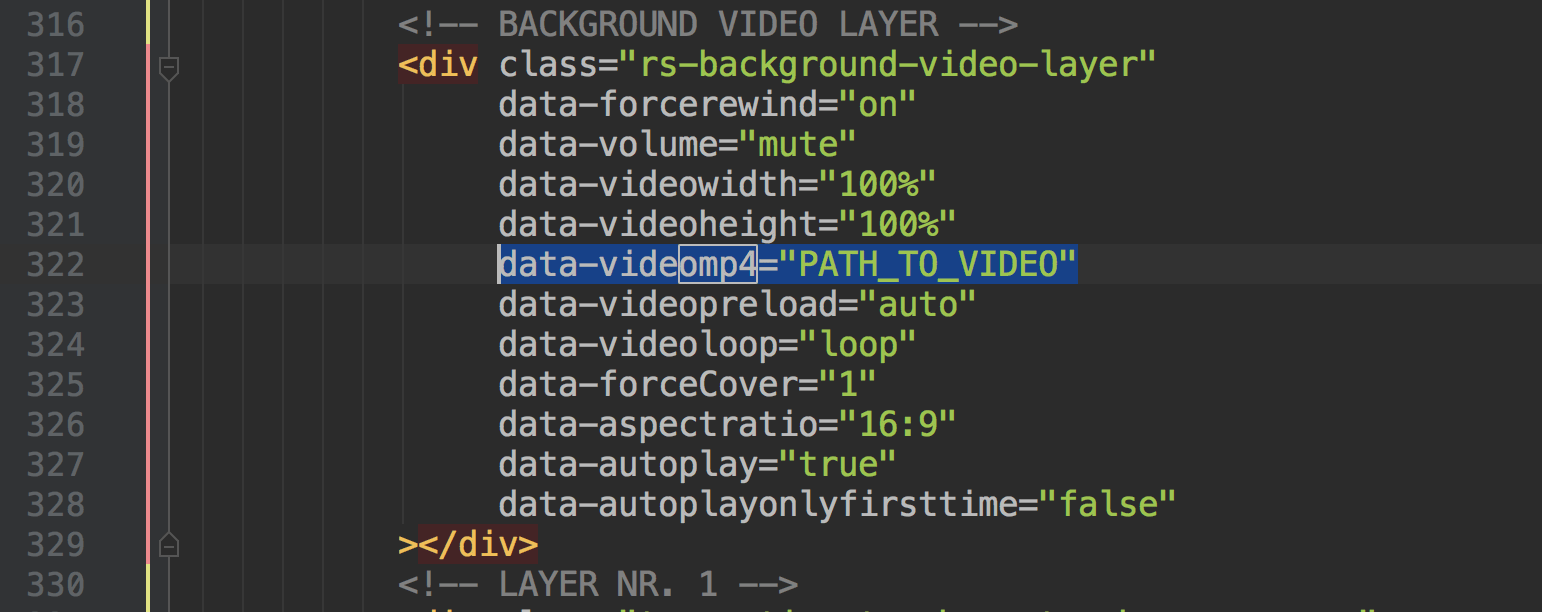 316 <!-- BACKGROUND VIDEO LAYER -->
317 <div class="rs-background-video-layer"
318 data-forcerewind="on"
319 data-volume="mute"
320 data-videowidth="100%"
321 data-videoheight="100%"
322 data-videomp4="PATH_TO_VIDEO"
323 data-videopreload="auto"
324 data-videoloop="loop"
325 data-forceCover="1"
326 data-aspectratio="16:9"
327 data-autoplay="true"
328 data-autoplayonlyfirsttime="false"
329 ></div>
330 <!-- LAYER NR. 1 -->